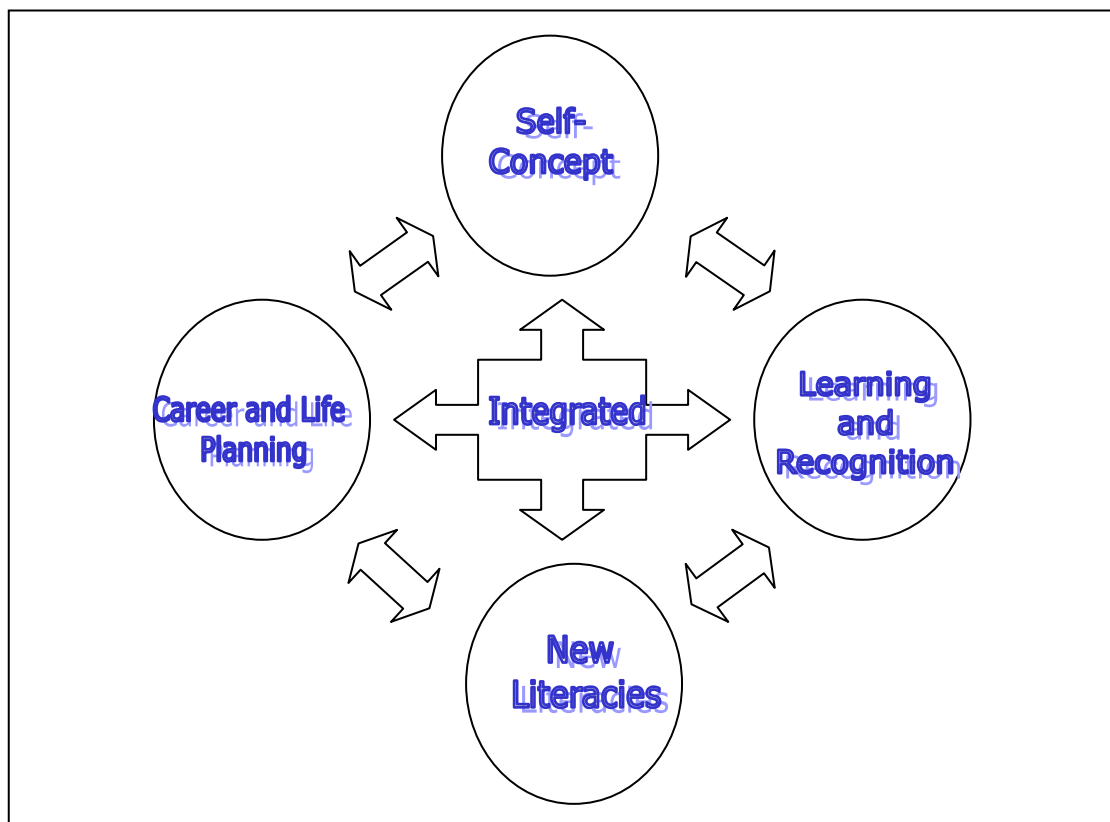 Self-
Concept
Career and Life
Planning
Integrated
Learning
and
Recognition
New
Literacies